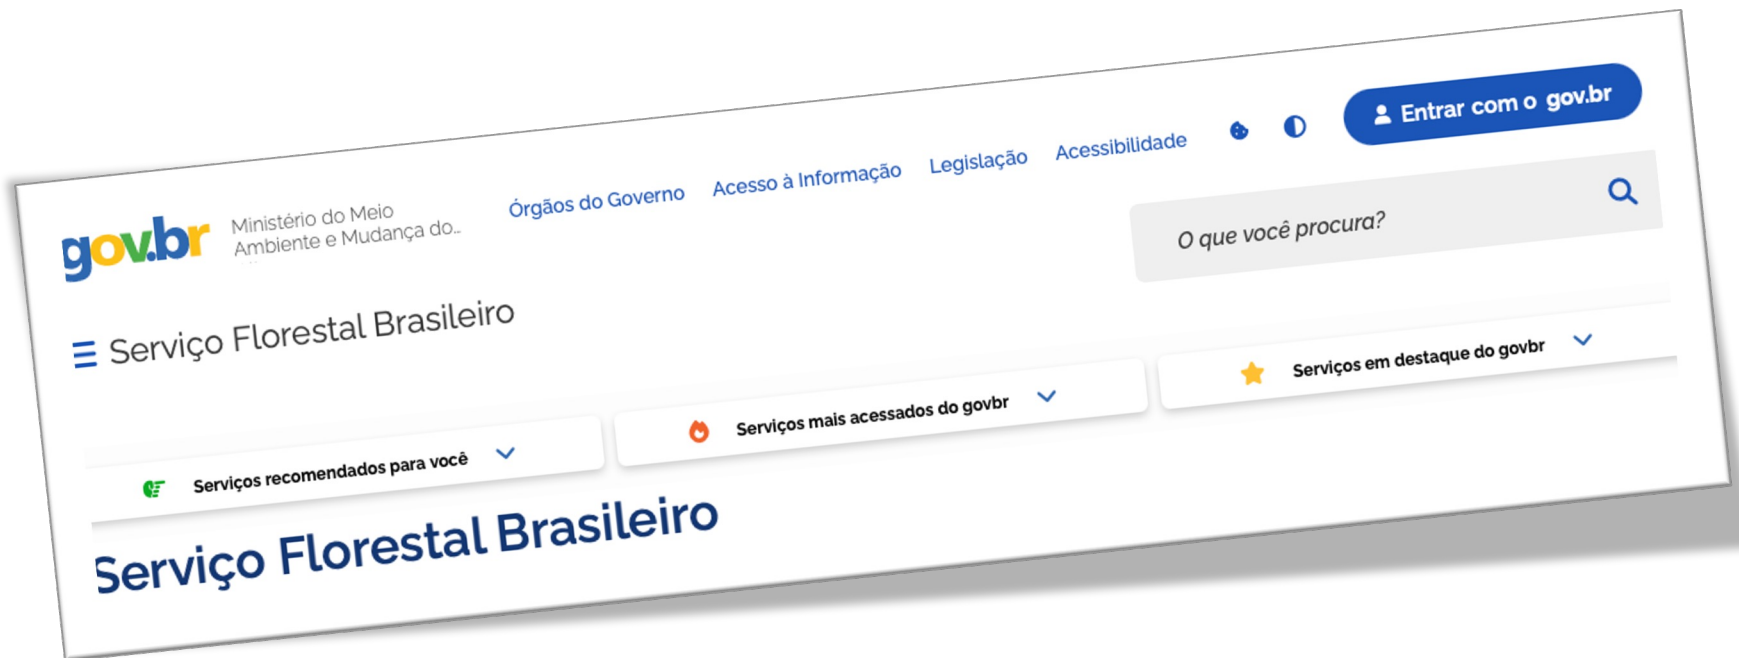 gov.br
Ministério do Meio
Ambiente e Mudança do...
Órgãos do Governo
Acesso à Informação
Legislação
Acessibilidade
Entrar com o gov.br
O que você procura?
Serviço Florestal Brasileiro
Serviços recomendados para você
Serviços mais acessados do govbr
Serviços em destaque do govbr
Serviço Florestal Brasileiro